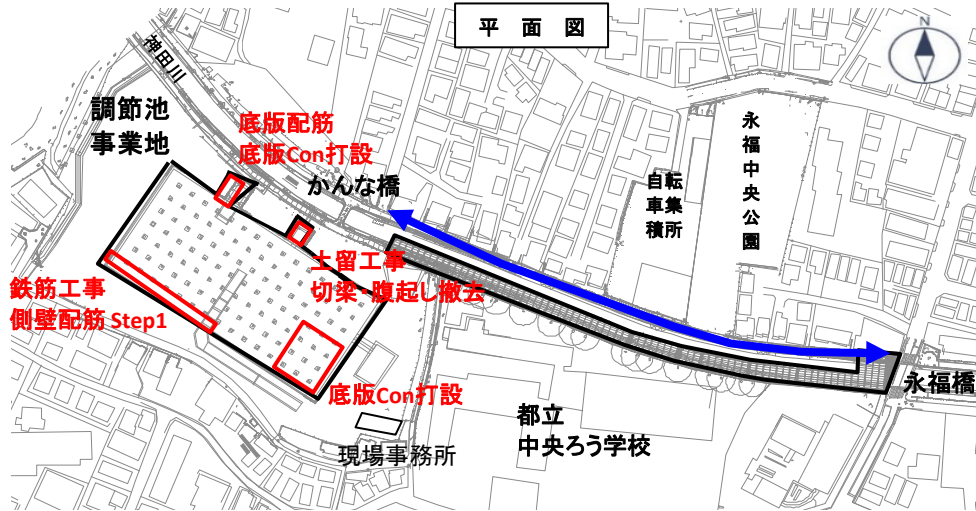 平面図
N
神田川
調節池
事業地
底版配筋
底版Con打設
かんな橋
自転
車集
積所
永福中央公園
土留工事
切梁・腹起し撤去
鉄筋工事
側壁配筋 Step1
底版Con打設
永福橋
都立
中央ろう学校
現場事務所